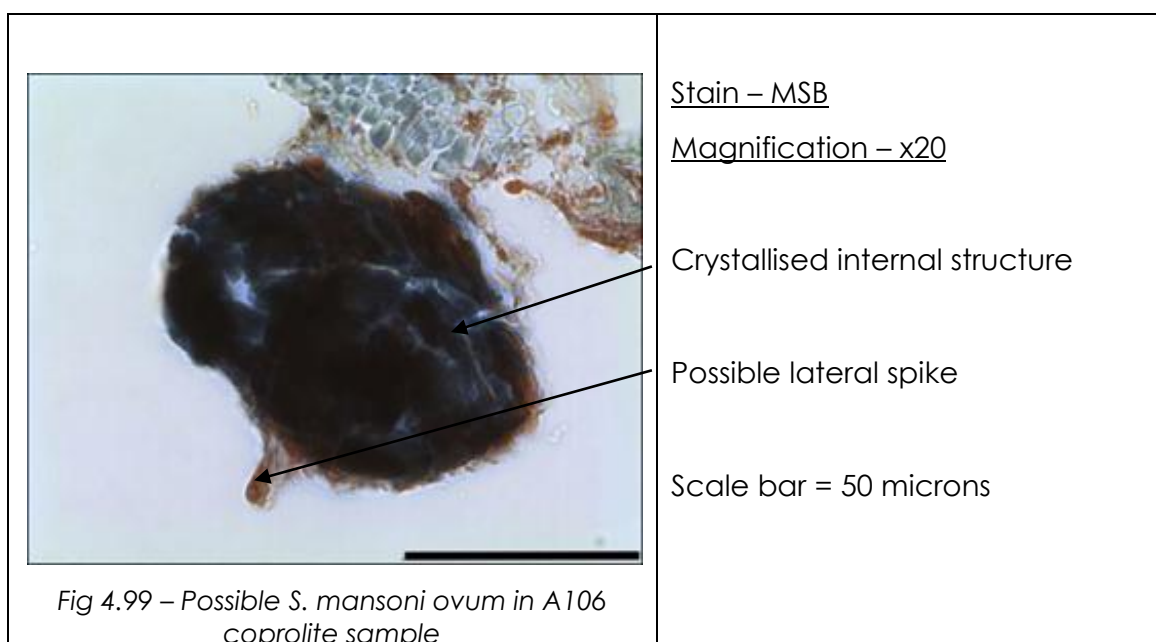 Stain – MSB
Magnification – x20
Crystallised internal structure
Possible lateral spike
Scale bar = 50 microns
Fig 4.99 – Possible S. mansoni ovum in A106
coprolite sample